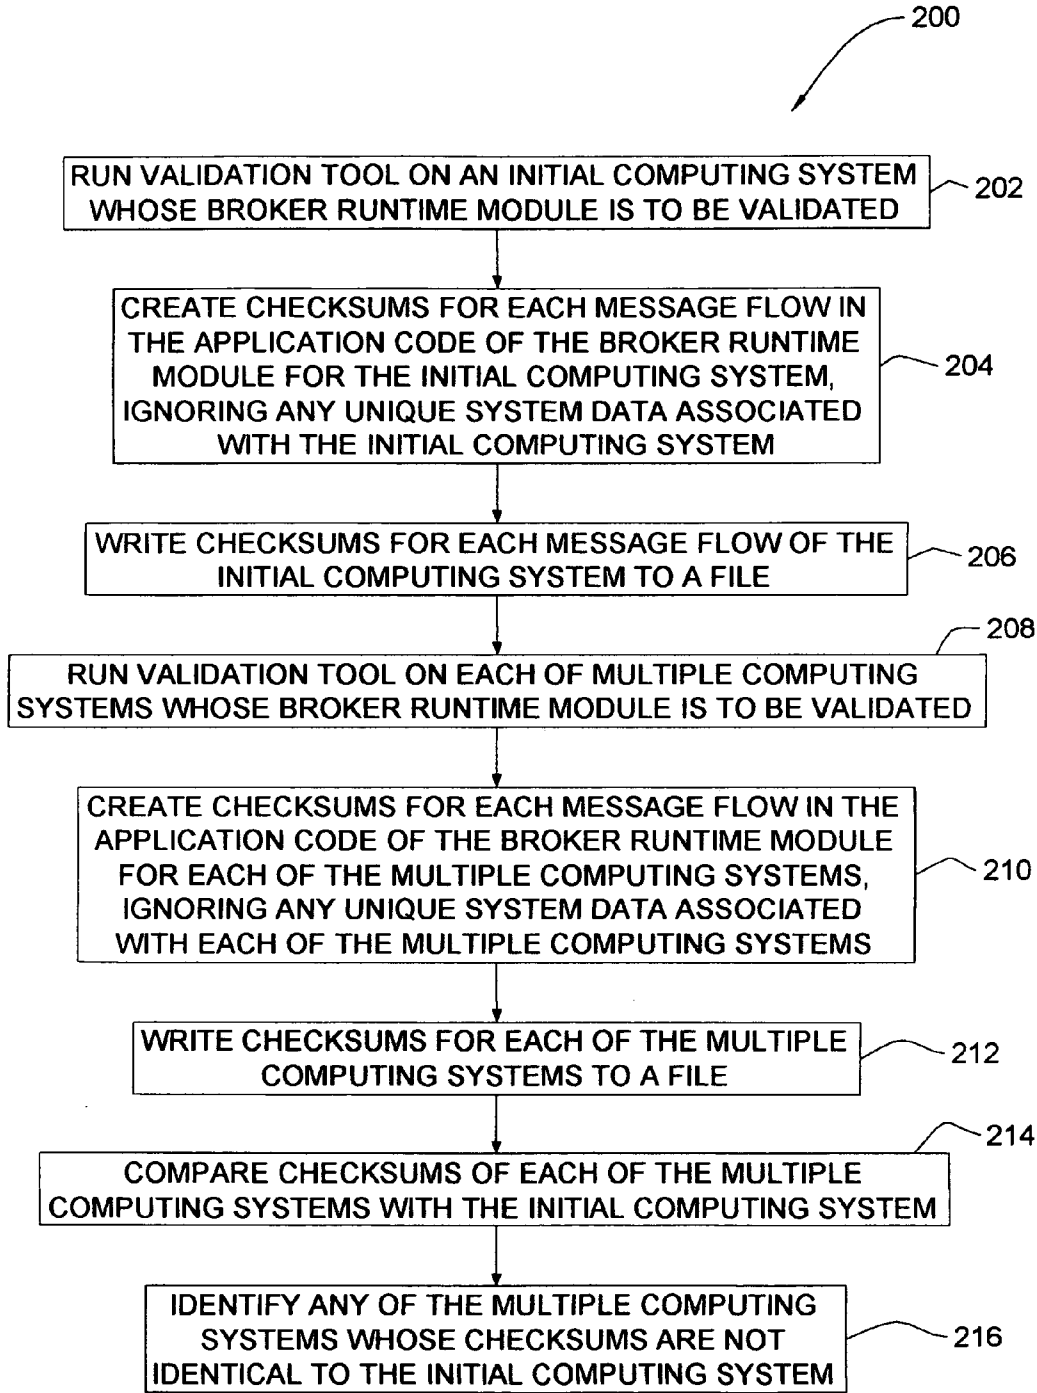 200
RUN VALIDATION TOOL ON AN INITIAL COMPUTING SYSTEM
WHOSE BROKER RUNTIME MODULE IS TO BE VALIDATED
202
CREATE CHECKSUMS FOR EACH MESSAGE FLOW IN
THE APPLICATION CODE OF THE BROKER RUNTIME
MODULE FOR THE INITIAL COMPUTING SYSTEM,
IGNORING ANY UNIQUE SYSTEM DATA ASSOCIATED
WITH THE INITIAL COMPUTING SYSTEM
204
WRITE CHECKSUMS FOR EACH MESSAGE FLOW OF THE
INITIAL COMPUTING SYSTEM TO A FILE
206
208
RUN VALIDATION TOOL ON EACH OF MULTIPLE COMPUTING
SYSTEMS WHOSE BROKER RUNTIME MODULE IS TO BE VALIDATED
CREATE CHECKSUMS FOR EACH MESSAGE FLOW IN THE
APPLICATION CODE OF THE BROKER RUNTIME MODULE
FOR EACH OF THE MULTIPLE COMPUTING SYSTEMS,
IGNORING ANY UNIQUE SYSTEM DATA ASSOCIATED
WITH EACH OF THE MULTIPLE COMPUTING SYSTEMS
210
WRITE CHECKSUMS FOR EACH OF THE MULTIPLE
COMPUTING SYSTEMS TO A FILE
212
214
COMPARE CHECKSUMS OF EACH OF THE MULTIPLE
COMPUTING SYSTEMS WITH THE INITIAL COMPUTING SYSTEM
IDENTIFY ANY OF THE MULTIPLE COMPUTING
SYSTEMS WHOSE CHECKSUMS ARE NOT
IDENTICAL TO THE INITIAL COMPUTING SYSTEM
216